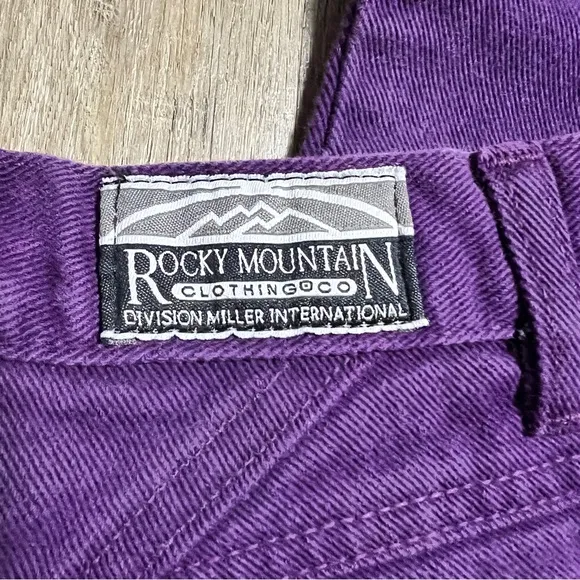 ROCKY MOUNTAIN
CLOTHING CO
DIVISION MILLER INTERNATIONAL